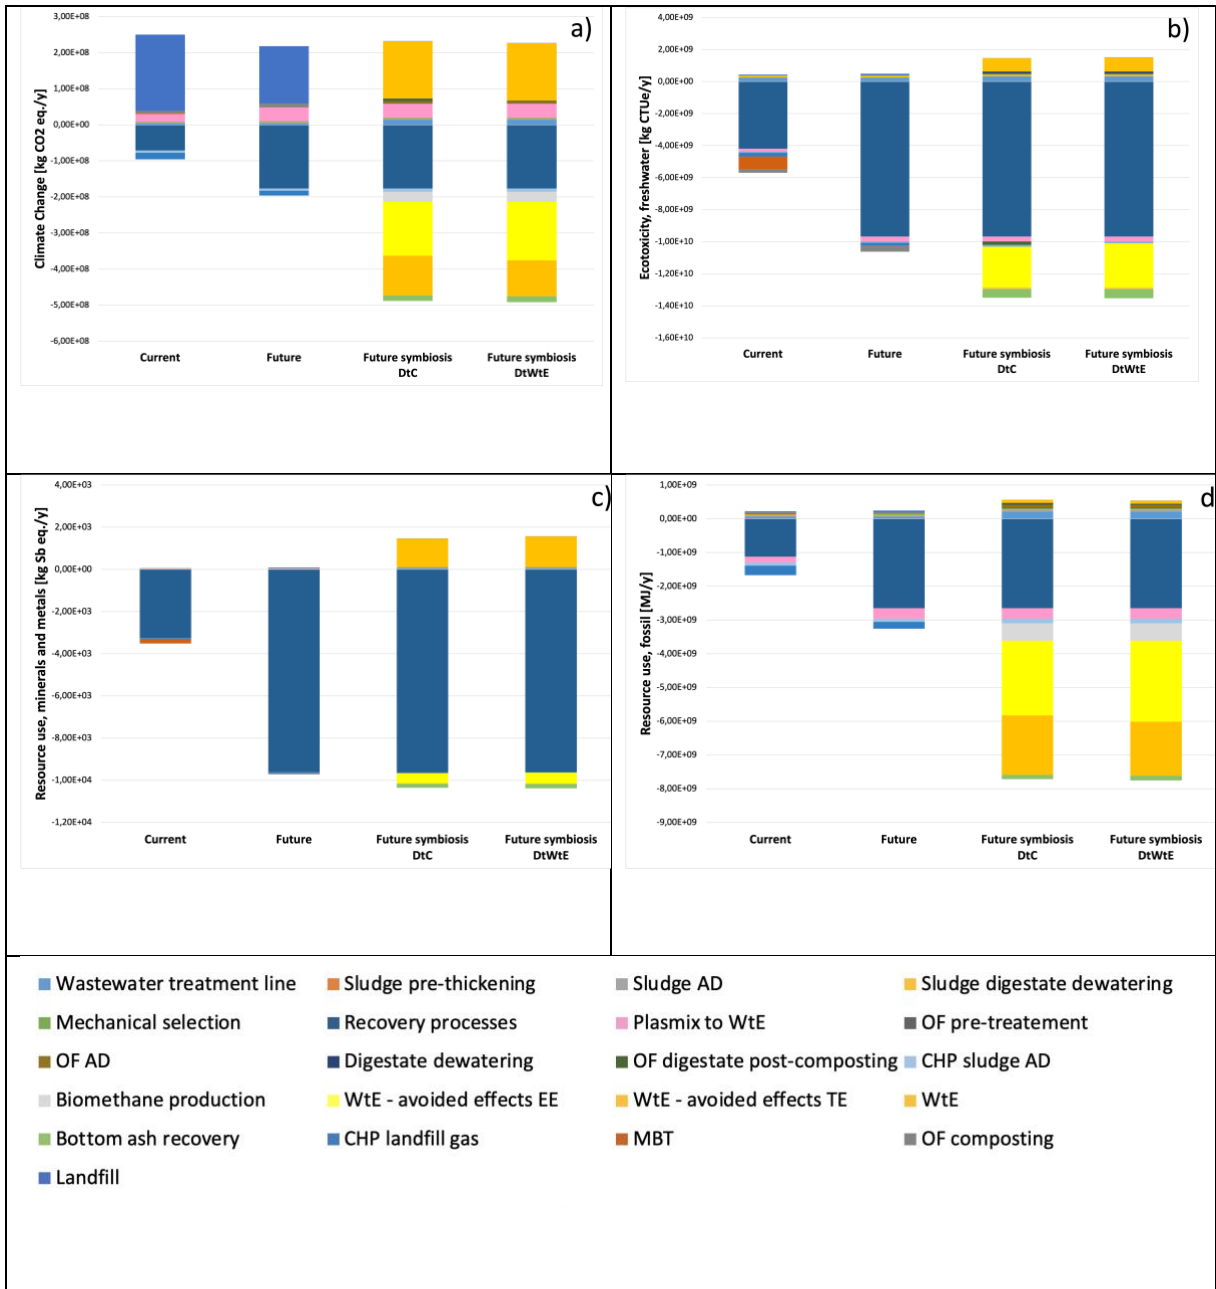 a)
Climate Change [kg CO2 eq./y]
3,00E+08
2,00E+08
1,00E+08
0,00E+00
-1,00E+08
-2,00E+08
-3,00E+08
-4,00E+08
-5,00E+08
-6,00E+08
Current
Future
Future symbiosis
DtC
Future symbiosis
DtWtE
b)
Ecotoxicity, freshwater [kg CTUe/y]
4,00E+09
2,00E+09
0,00E+00
-2,00E+09
-4,00E+09
-6,00E+09
-8,00E+09
-1,00E+10
-1,20E+10
-1,40E+10
-1,60E+10
Current
Future
Future symbiosis
DtC
Future symbiosis
DtWtE
c)
Resource use, minerals and metals [kg Sb eq./y]
4,00E+03
2,00E+03
0,00E+00
-2,00E+03
-4,00E+03
-6,00E+03
-8,00E+03
-1,00E+04
-1,20E+04
Current
Future
Future symbiosis
DtC
Future symbiosis
DtWtE
d
Resource use, fossil [MJ/y]
1,00E+09
0,00E+00
-1,00E+09
-2,00E+09
-3,00E+09
-4,00E+09
-5,00E+09
-6,00E+09
-7,00E+09
-8,00E+09
-9,00E+09
Current
Future
Future symbiosis
DtC
Future symbiosis
DtWtE
Wastewater treatment line
Sludge pre-thickening
Sludge AD
Sludge digestate dewatering
Mechanical selection
Recovery processes
Plasmix to WtE
OF pre-treatement
OF AD
Digestate dewatering
OF digestate post-composting
CHP sludge AD
Biomethane production
WtE - avoided effects EE
WtE - avoided effects TE
WtE
Bottom ash recovery
CHP landfill gas
MBT
OF composting
Landfill